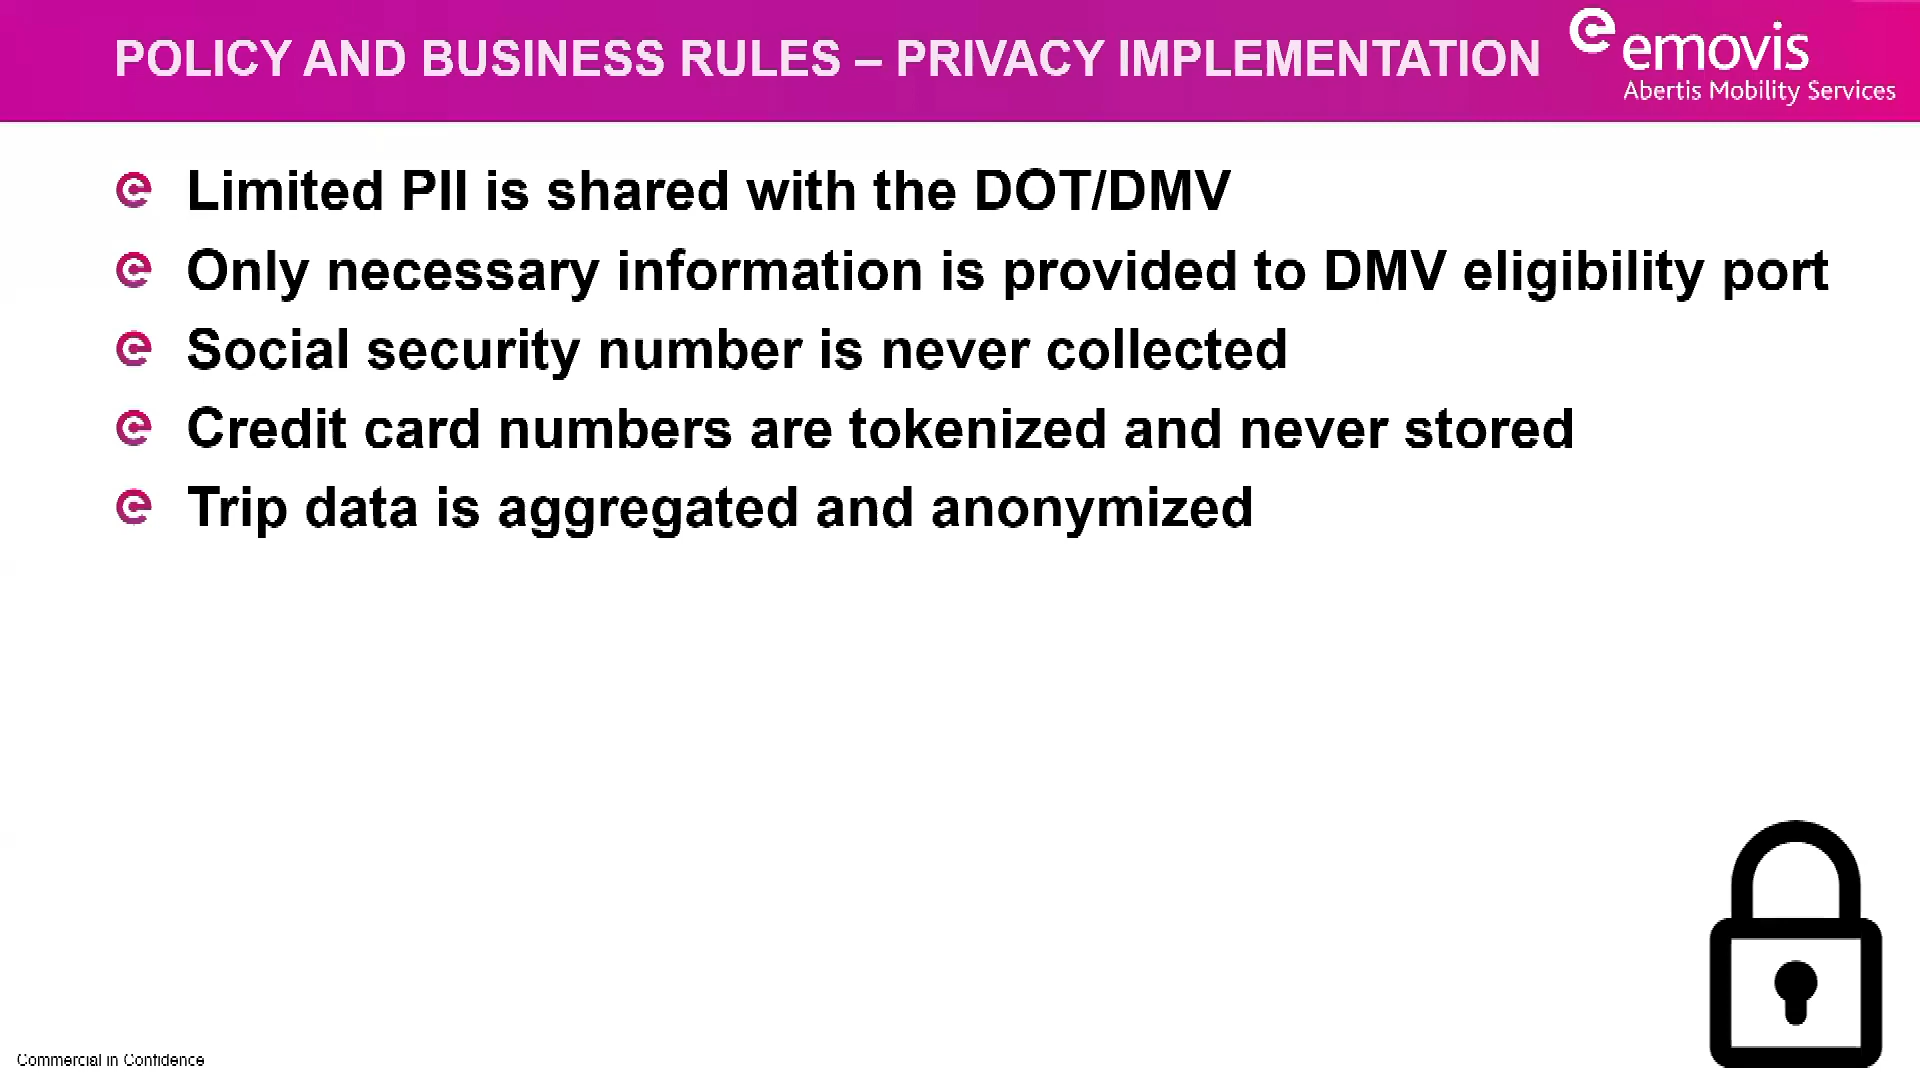 POLICY AND BUSINESS RULES – PRIVACY IMPLEMENTATION
emovis
Abertis Mobility Services
Limited PII is shared with the DOT/DMV
Only necessary information is provided to DMV eligibility port
Social security number is never collected
Credit card numbers are tokenized and never stored
Trip data is aggregated and anonymized
Commercial in Confidence